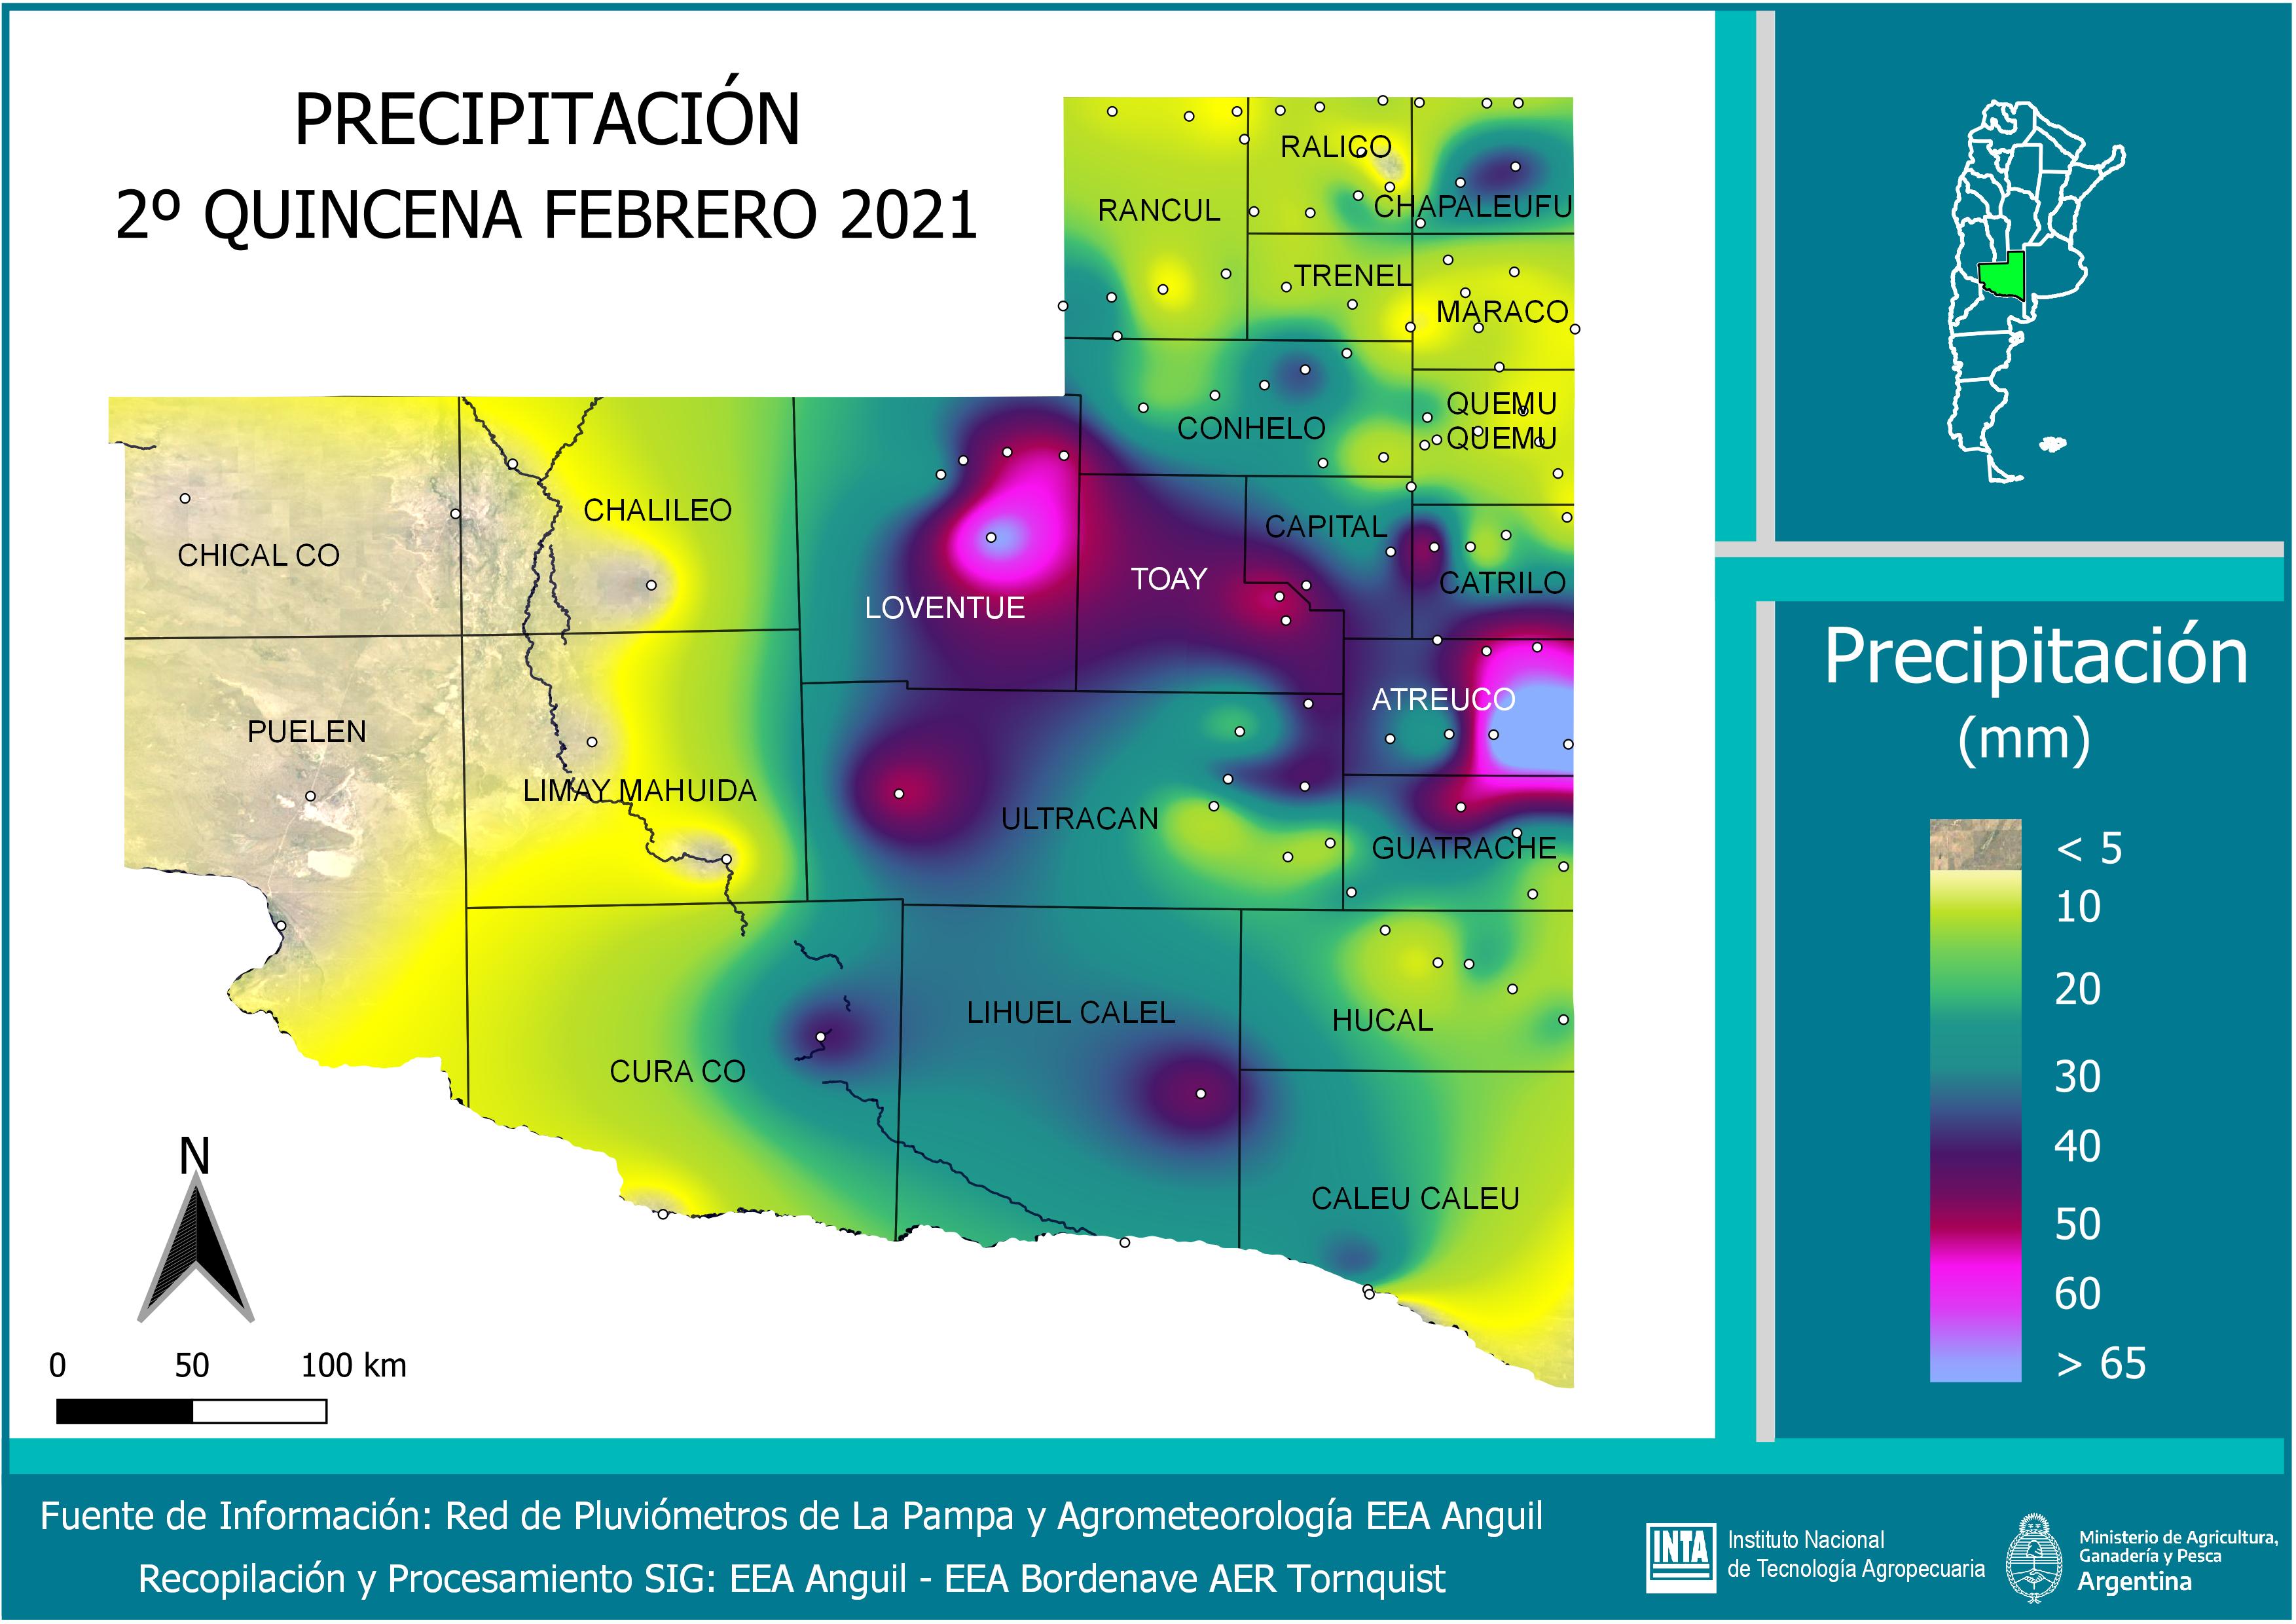 PRECIPITACIÓN
2º QUINCENA FEBRERO 2021
RALICO
RANCUL
CHAPALEUFU
TRENEL
MARACO
QUEMU
QUEMU
CONHELO
CHALILEO
CAPITAL
CHICAL CO
TOAY
CATRILO
LOVENTUE
ATREUCO
PUELEN
LIMAY MAHUIDA
ULTRACAN
GUATRACHE
LIHUEL CALEL
HUCAL
CURA CO
CALEU CALEU
N
0 50 100 km
Precipitación
(mm)
< 5
10
20
30
40
50
60
> 65
Fuente de Información: Red de Pluviómetros de La Pampa y Agrometeorología EEA Anguil
Recopilación y Procesamiento SIG: EEA Anguil - EEA Bordenave AER Tornquist
INTA
Instituto Nacional
de Tecnología Agropecuaria
Ministerio de Agricultura,
Ganadería y Pesca
Argentina